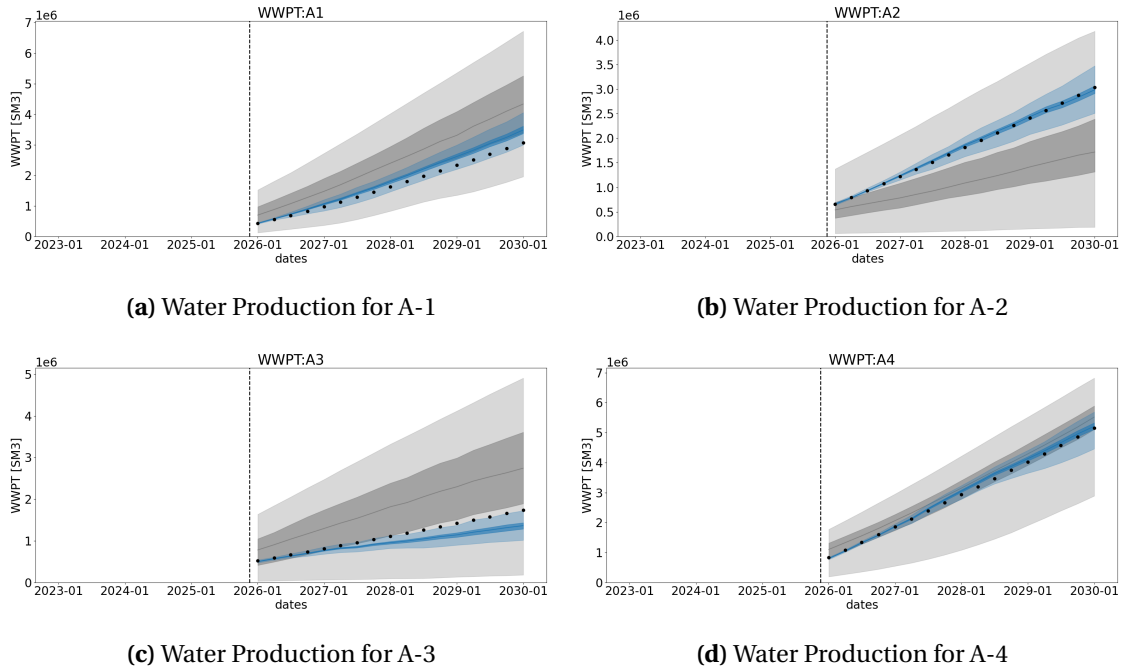 1e6
WWPT:A1
7
6
5
4
3
2
1
0
WWPT [SM3]
2023-01 2024-01 2025-01 2026-01 2027-01 2028-01 2029-01 2030-01
dates
(a) Water Production for A-1
1e6
WWPT:A2
4.0
3.5
3.0
2.5
2.0
1.5
1.0
0.5
0.0
WWPT [SM3]
2023-01 2024-01 2025-01 2026-01 2027-01 2028-01 2029-01 2030-01
dates
(b) Water Production for A-2
1e6
WWPT:A3
5
4
3
2
1
0
WWPT [SM3]
2023-01 2024-01 2025-01 2026-01 2027-01 2028-01 2029-01 2030-01
dates
(c) Water Production for A-3
1e6
WWPT:A4
7
6
5
4
3
2
1
0
WWPT [SM3]
2023-01 2024-01 2025-01 2026-01 2027-01 2028-01 2029-01 2030-01
dates
(d) Water Production for A-4